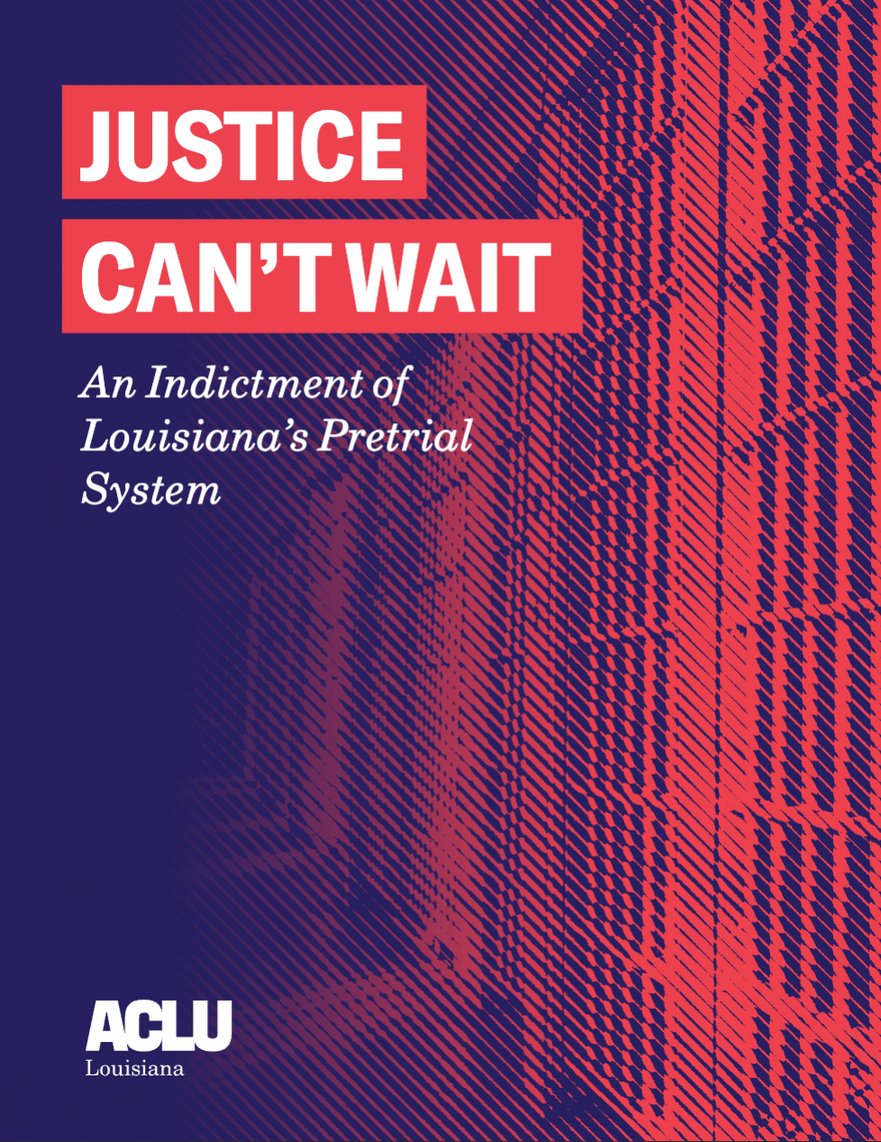 JUSTICE
CAN’T WAIT
An Indictment of
Louisiana’s Pretrial
System
ACLU
Louisiana